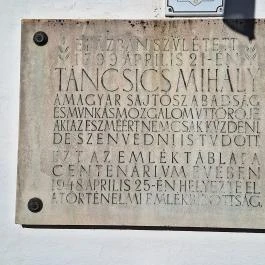 ITT E HÁZBAN SZÜLETETT
1799 ÁPRILIS 21-ÉN
TÁNCSICS MIHÁLY
A MAGYAR SAJTÓSZABADSÁG
ÉS MUNKÁSMOZGALOM ÚTTÖRŐJE
AKI AZ ESZMÉÉRT NEMCSAK KÜZDENI,
DE SZENVEDNI IS TUDOTT
EZT AZ EMLÉKTÁBLÁT A
CENTENÁRIUM ÉVÉBEN
1948 ÁPRILIS 25-ÉN HELYEZTE EL
A TÖRTÉNELMI EMLÉKBIZOTTSÁG.